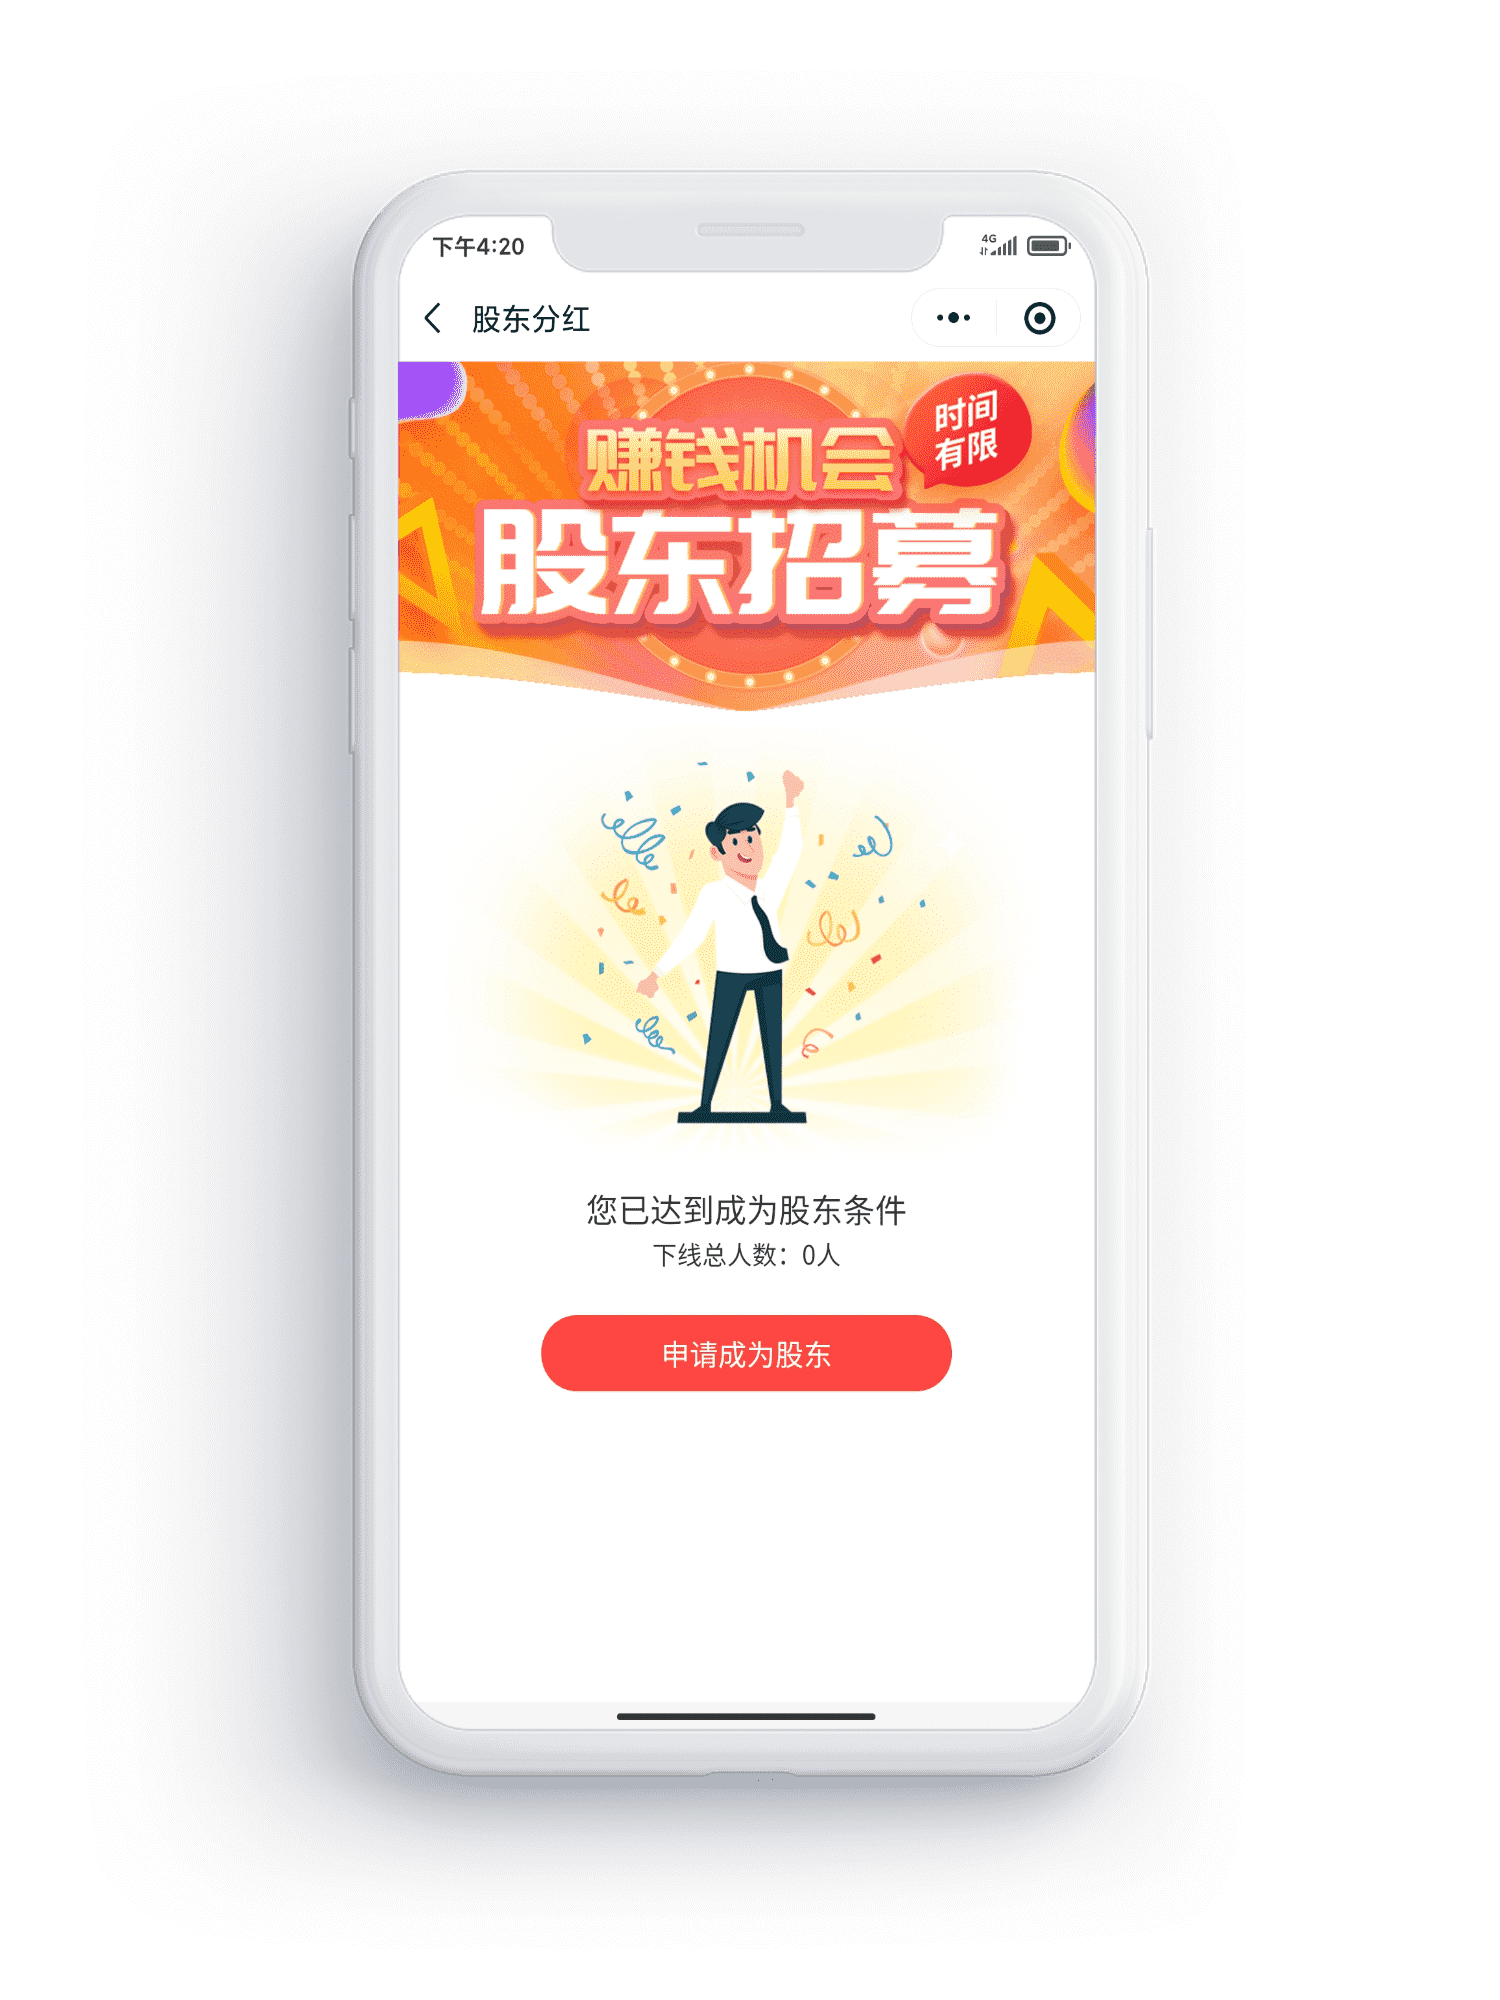 下午4:20
4G
股东分红
时间
有限
赚钱机会
股东招募
您已达到成为股东条件
下线总人数：0人
申请成为股东